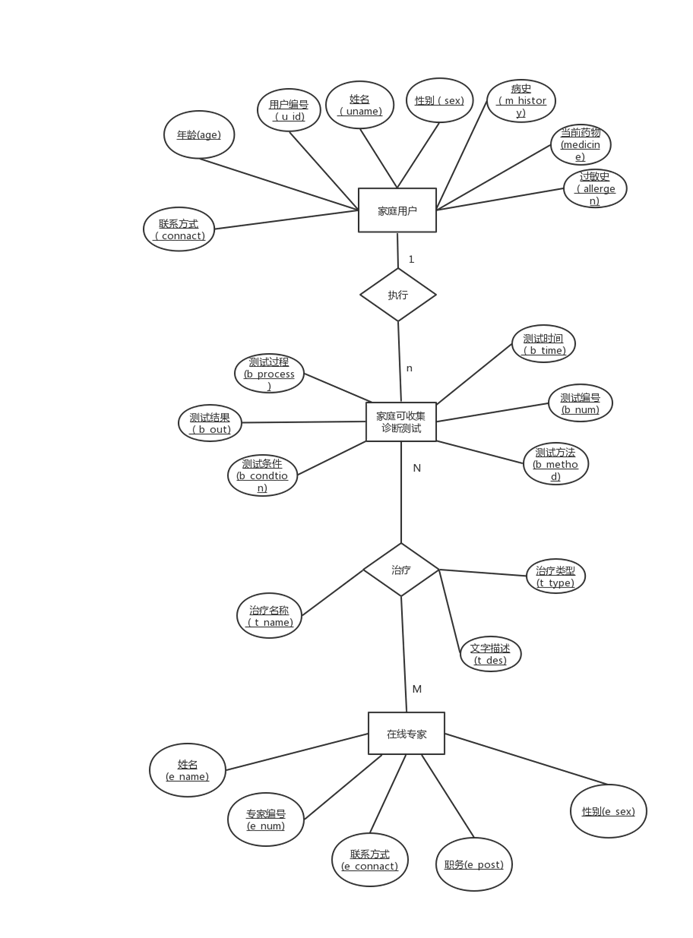 病史
（ m_histor
y)
姓名
（ uname)
性别（ sex)
用户编号
（ u_id)
年龄(age)
当前药物
(medicin
e)
过敏史
（ allerge
n)
家庭用户
联系方式
（ connact)
1
执行
测试时间
（ b_time)
n
测试过程
(b_process
)
测试编号
(b_num)
家庭可收集
诊断测试
测试结果
（ b_out)
测试方法
(b_metho
d)
N
测试条件
(b_condtio
n)
治疗
治疗类型
(t_type)
治疗名称
（ t_name)
文字描述
(t_des)
M
在线专家
姓名
(e_name)
性别(e_sex)
专家编号
(e_num)
联系方式
(e_connact)
职务(e_post)